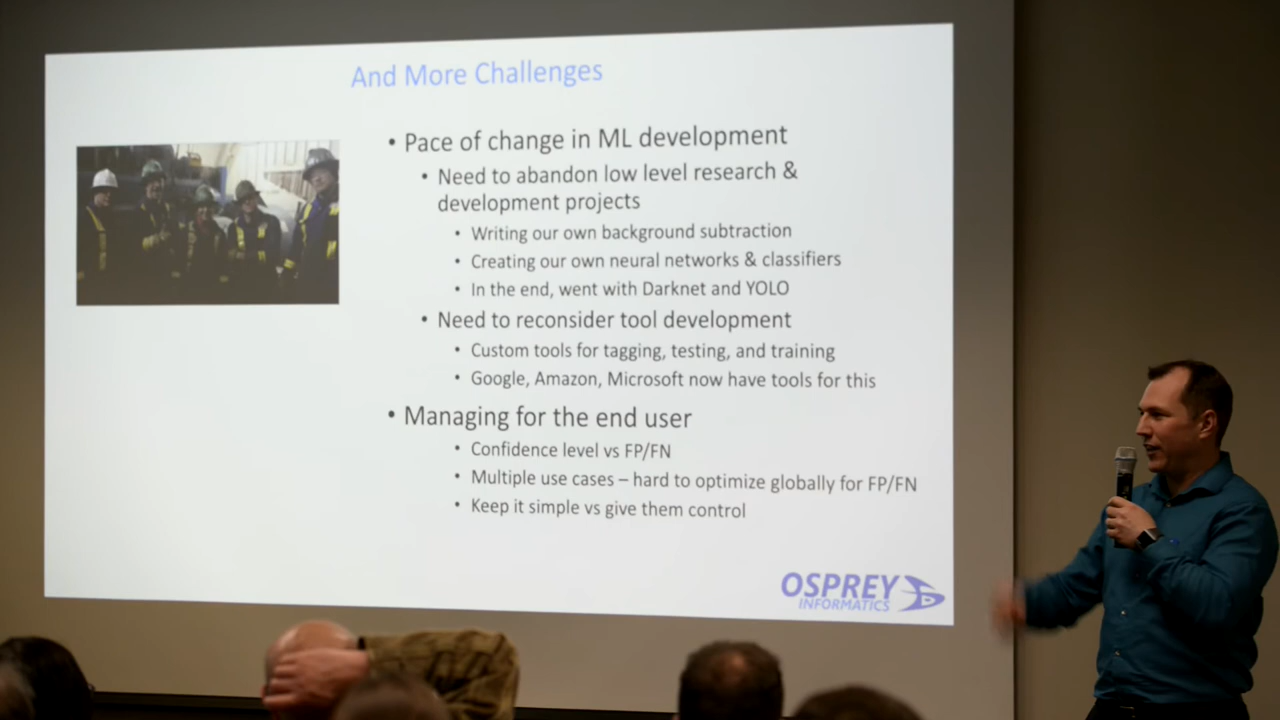 And More Challenges
• Pace of change in ML development
• Need to abandon low level research &
development projects
• Writing our own background subtraction
• Creating our own neural networks & classifiers
• In the end, went with Darknet and YOLO
• Need to reconsider tool development
• Custom tools for tagging, testing, and training
• Google, Amazon, Microsoft now have tools for this
• Managing for the end user
• Confidence level vs FP/FN
• Multiple use cases – hard to optimize globally for FP/FN
• Keep it simple vs give them control
OSPREY
INFORMATICS